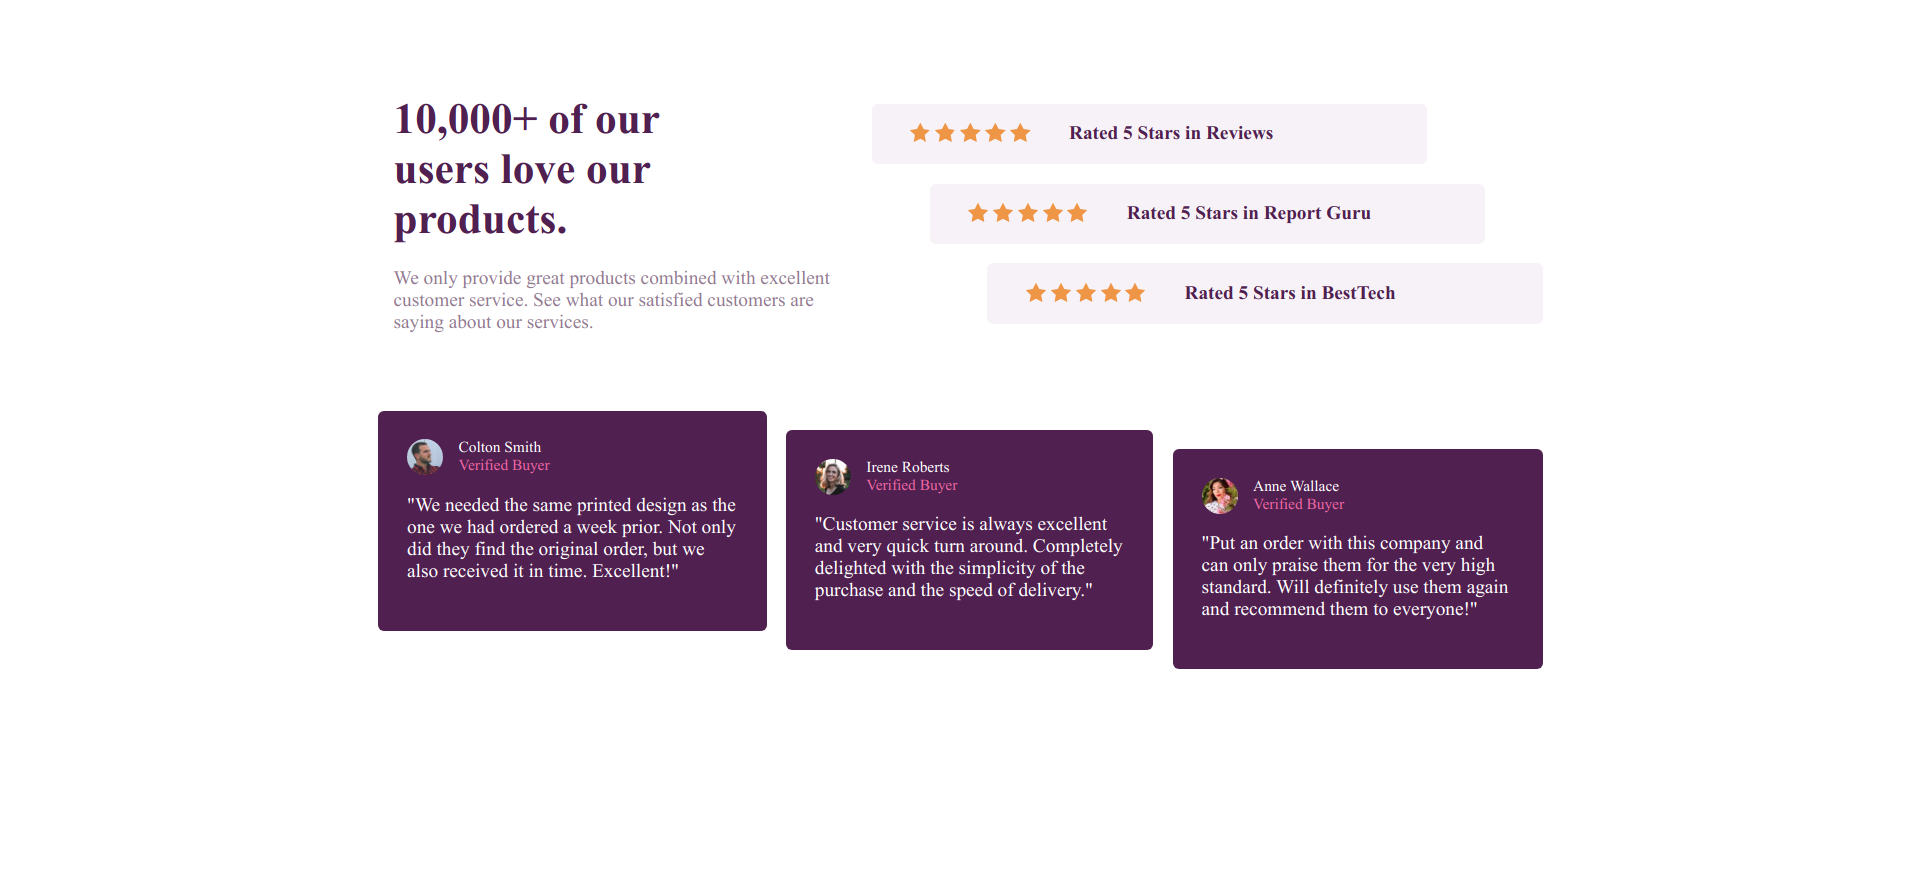 10,000+ of our
users love our
products.
We only provide great products combined with excellent
customer service. See what our satisfied customers are
saying about our services.
Rated 5 Stars in Reviews
Rated 5 Stars in Report Guru
Rated 5 Stars in BestTech
Colton Smith
Verified Buyer
"We needed the same printed design as the
one we had ordered a week prior. Not only
did they find the original order, but we
also received it in time. Excellent!"
Irene Roberts
Verified Buyer
"Customer service is always excellent
and very quick turn around. Completely
delighted with the simplicity of the
purchase and the speed of delivery."
Anne Wallace
Verified Buyer
"Put an order with this company and
can only praise them for the very high
standard. Will definitely use them again
and recommend them to everyone!"